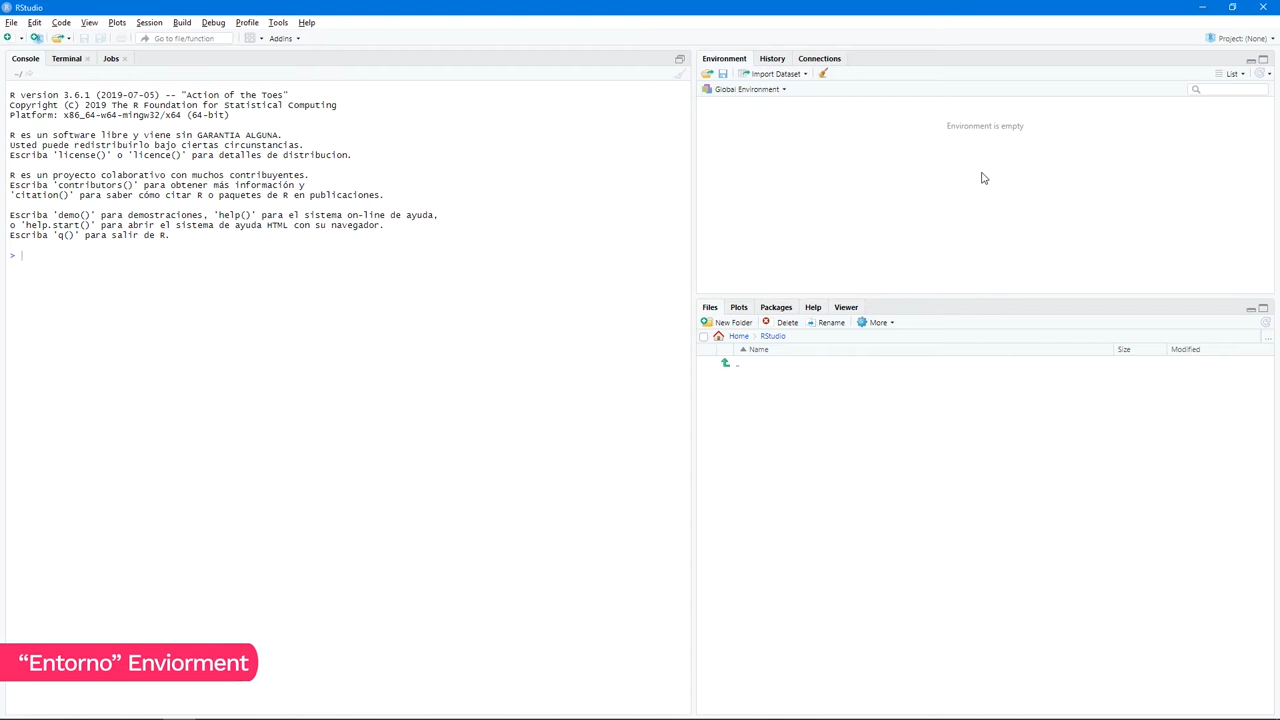 RStudio
File Edit Code View Plots Session Build Debug Profile Tools Help
Go to file/function Addins Project: (None)
Console Terminal Jobs
~/
R version 3.6.1 (2019-07-05) -- "Action of the Toes"
Copyright (C) 2019 The R Foundation for Statistical Computing
Platform: x86_64-w64-mingw32/x64 (64-bit)
R es un software libre y viene sin GARANTIA ALGUNA.
Usted puede redistribuirlo bajo ciertas circunstancias.
Escriba 'license()' o 'licence()' para detalles de distribucion.
R es un proyecto colaborativo con muchos contribuyentes.
Escriba 'contributors()' para obtener más información y
'citation()' para saber cómo citar R o paquetes de R en publicaciones.
Escriba 'demo()' para demostraciones, 'help()' para el sistema on-line de ayuda,
o 'help.start()' para abrir el sistema de ayuda HTML con su navegador.
Escriba 'q()' para salir de R.
>
Environment History Connections
Import Dataset List
Global Environment
Environment is empty
Files Plots Packages Help Viewer
New Folder Delete Rename More
Home > RStudio
Name Size Modified
..
“Entorno” Enviorment